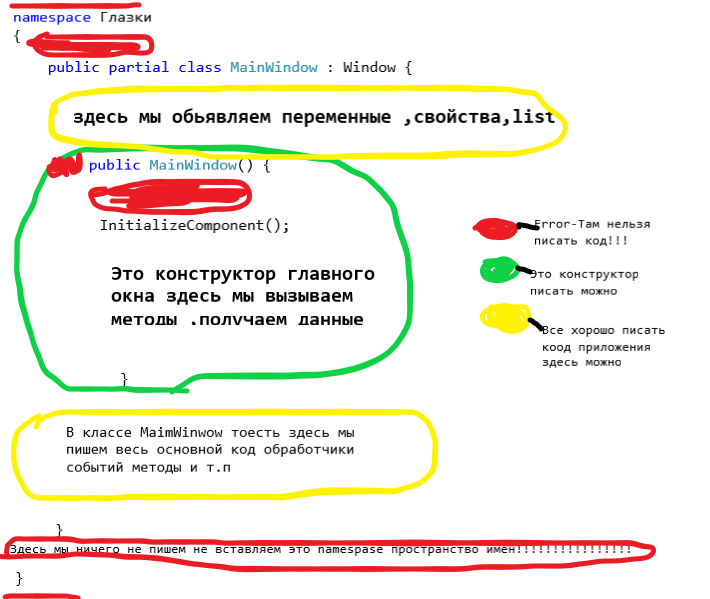 namespace Глазки
{
public partial class MainWindow : Window {
здесь мы обьявляем переменные ,свойства,list
public MainWindow() {
InitializeComponent();
Error-Там нельзя
писать код!!!
Это конструктор главного
окна здесь мы вызываем
методы ,получаем данные
Это конструктор
писать можно
Все хорошо писать
коод приложения
здесь можно
}
В классе MaimWinwow тоесть здесь мы
пишем весь основной код обработчики
событий методы и т.п
}
Здесь мы ничего не пишем не вставляем это namespase пространство имен!!!!!!!!!!!!!!!!
}